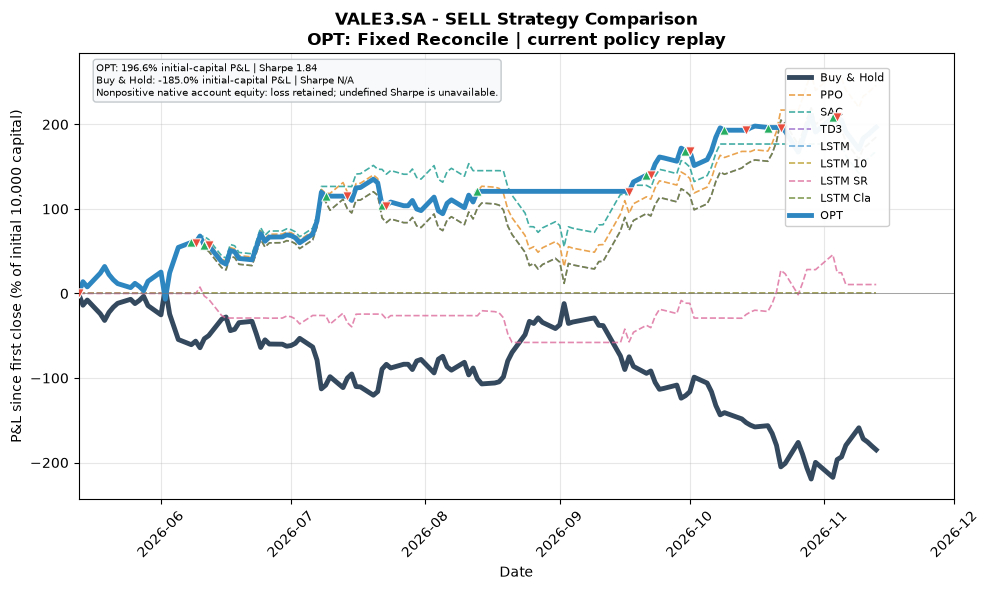 VALE3.SA - SELL Strategy Comparison
OPT: Fixed Reconcile | current policy replay
OPT: 196.6% initial-capital P&L | Sharpe 1.84
Buy & Hold: -185.0% initial-capital P&L | Sharpe N/A
Nonpositive native account equity: loss retained; undefined Sharpe is unavailable.
Buy & Hold
PPO
SAC
TD3
LSTM
LSTM 10
LSTM SR
LSTM Cla
OPT
P&L since first close (% of initial 10,000 capital)
200
100
0
−100
−200
2026-06
2026-07
2026-08
2026-09
2026-10
2026-11
2026-12
Date